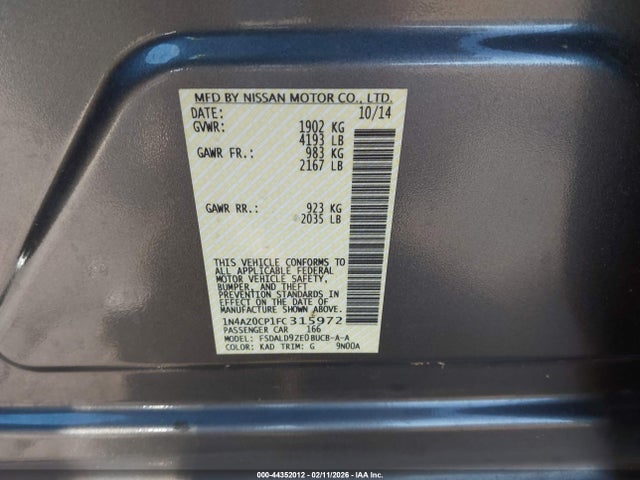 MFD BY NISSAN MOTOR CO., LTD.
DATE: 10/14
GVWR: 1902 KG
4193 LB
GAWR FR.: 983 KG
2167 LB
GAWR RR.: 923 KG
2035 LB
THIS VEHICLE CONFORMS TO
ALL APPLICABLE FEDERAL
MOTOR VEHICLE SAFETY,
BUMPER, AND THEFT
PREVENTION STANDARDS IN
EFFECT ON THE DATE OF
MANUFACTURE SHOWN ABOVE.
1N4AZ0CP1FC315972
PASSENGER CAR 166
MODEL: FSDALD9ZE0BUCB-A-A
COLOR: KAD TRIM: G 9N00A
000-44352012 - 02/11/2026 - IAA Inc.